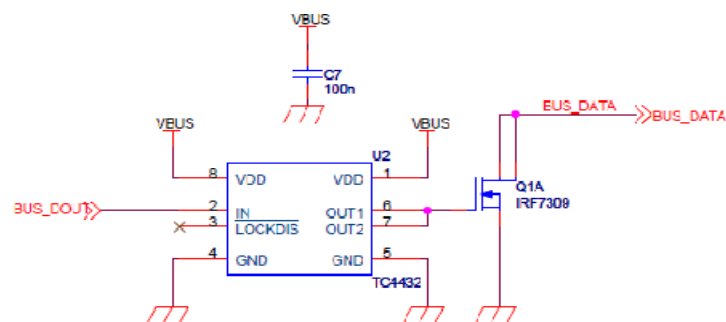 VBUS
C7
100n
VBUS
VBUS
BUS_DATA
BUS_DATA
U2
8
VDD
VDD
1
Q1A
IRF7309
BUS_DOUT
2
IN
OUT1
6
3
LOCKDIS
OUT2
7
4
GND
GND
5
TC4432